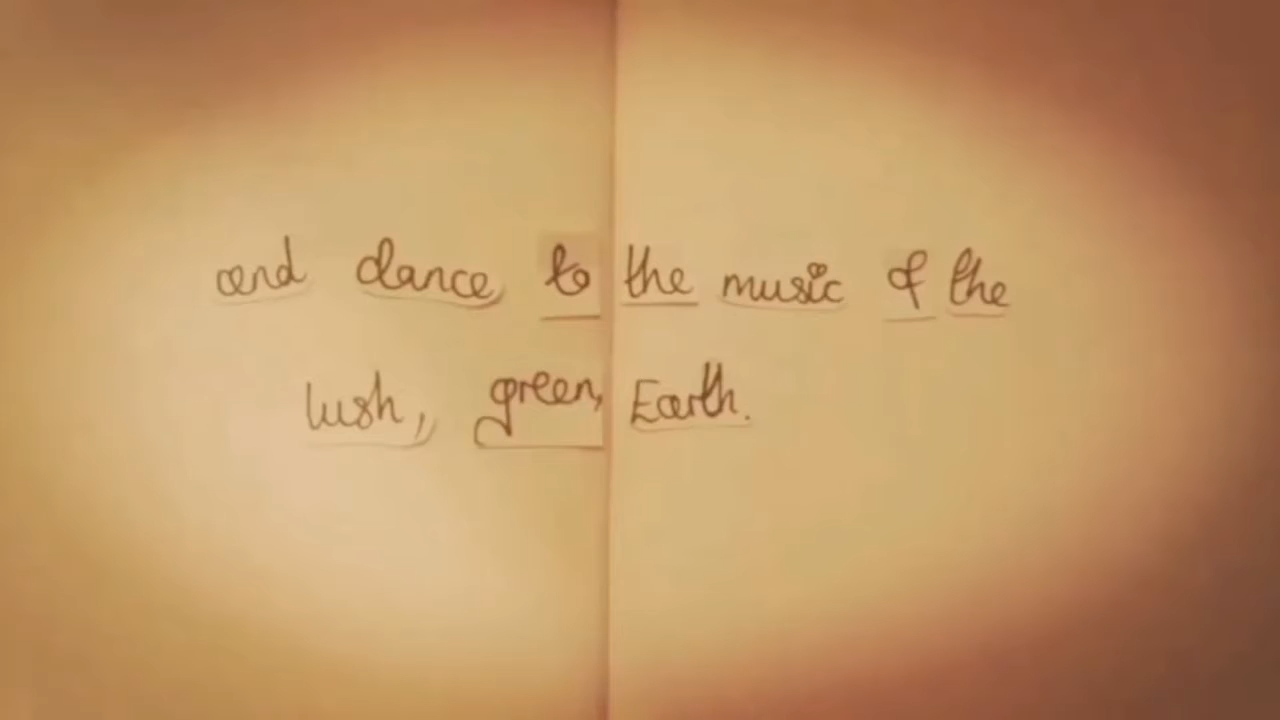 and dance to the music of the
lush, green, Earth.